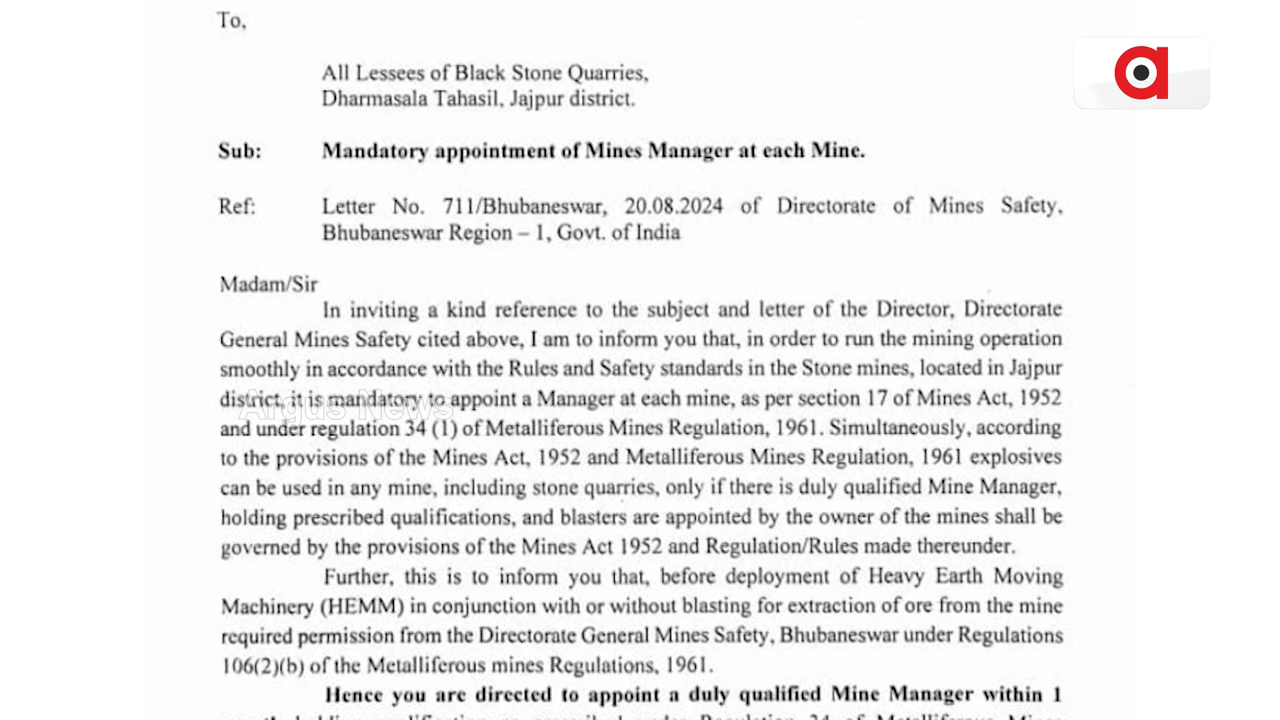 To,
All Lessees of Black Stone Quarries,
Dharmasala Tahasil, Jajpur district.
Sub: Mandatory appointment of Mines Manager at each Mine.
Ref: Letter No. 711/Bhubaneswar, 20.08.2024 of Directorate of Mines Safety,
Bhubaneswar Region – 1, Govt. of India
Madam/Sir
In inviting a kind reference to the subject and letter of the Director, Directorate
General Mines Safety cited above, I am to inform you that, in order to run the mining operation
smoothly in accordance with the Rules and Safety standards in the Stone mines, located in Jajpur
district, it is mandatory to appoint a Manager at each mine, as per section 17 of Mines Act, 1952
Argus News
and under regulation 34 (1) of Metalliferous Mines Regulation, 1961. Simultaneously, according
to the provisions of the Mines Act, 1952 and Metalliferous Mines Regulation, 1961 explosives
can be used in any mine, including stone quarries, only if there is duly qualified Mine Manager,
holding prescribed qualifications, and blasters are appointed by the owner of the mines shall be
governed by the provisions of the Mines Act 1952 and Regulation/Rules made thereunder.
Further, this is to inform you that, before deployment of Heavy Earth Moving
Machinery (HEMM) in conjunction with or without blasting for extraction of ore from the mine
required permission from the Directorate General Mines Safety, Bhubaneswar under Regulations
106(2)(b) of the Metalliferous mines Regulations, 1961.
Hence you are directed to appoint a duly qualified Mine Manager within 1